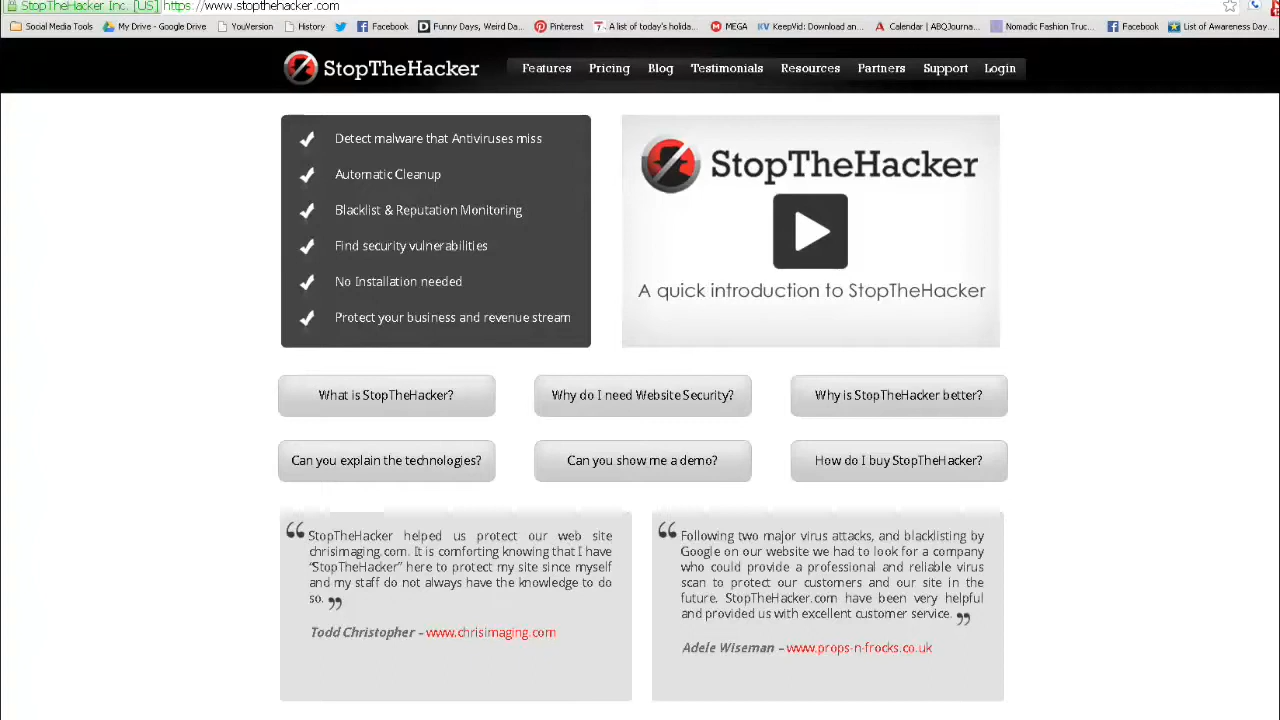 StopTheHacker Inc. [US] https://www.stopthehacker.com
Social Media Tools My Drive - Google Drive YouVersion History Facebook Funny Days, Weird Da... Pinterest A list of today's holida... MEGA KeepVid: Download an... Calendar | ABQJourna... Nomadic Fashion Truc... Facebook List of Awareness Day...
StopTheHacker Features Pricing Blog Testimonials Resources Partners Support Login
Detect malware that Antiviruses miss
Automatic Cleanup
Blacklist & Reputation Monitoring
Find security vulnerabilities
No Installation needed
Protect your business and revenue stream
StopTheHacker
A quick introduction to StopTheHacker
What is StopTheHacker? Why do I need Website Security? Why is StopTheHacker better?
Can you explain the technologies? Can you show me a demo? How do I buy StopTheHacker?
“ StopTheHacker helped us protect our web site
chrisimaging.com. It is comforting knowing that I have
“StopTheHacker” here to protect my site since myself
and my staff do not always have the knowledge to do
so. ”
Todd Christopher – www.chrisimaging.com
“ Following two major virus attacks, and blacklisting by
Google on our website we had to look for a company
who could provide a professional and reliable virus
scan to protect our customers and our site in the
future. StopTheHacker.com have been very helpful
and provided us with excellent customer service. ”
Adele Wiseman – www.props-n-frocks.co.uk